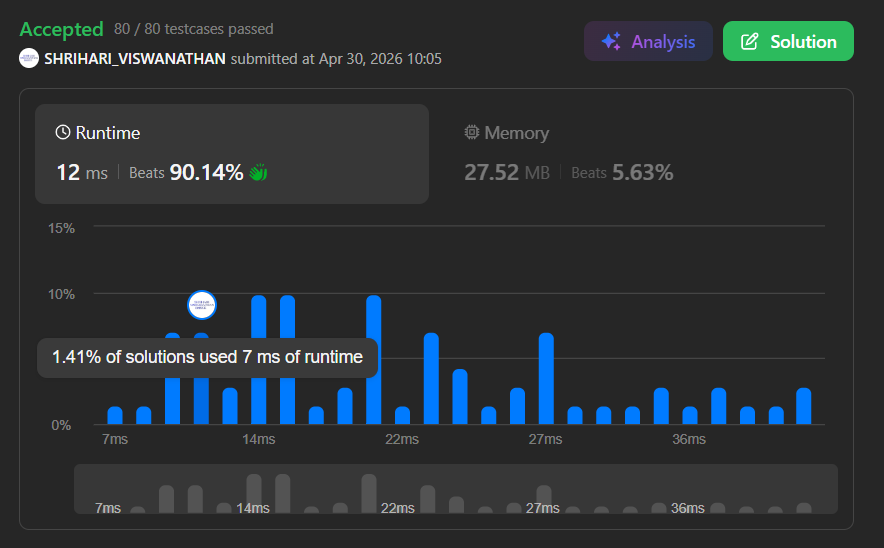 Accepted 80 / 80 testcases passed
SHRIHARI_VISWANATHAN submitted at Apr 30, 2026 10:05
Analysis
Solution
Runtime
12 ms | Beats 90.14%
Memory
27.52 MB | Beats 5.63%
15%
10%
1.41% of solutions used 7 ms of runtime
0%
7ms 14ms 22ms 27ms 36ms
7ms 14ms 22ms 27ms 36ms